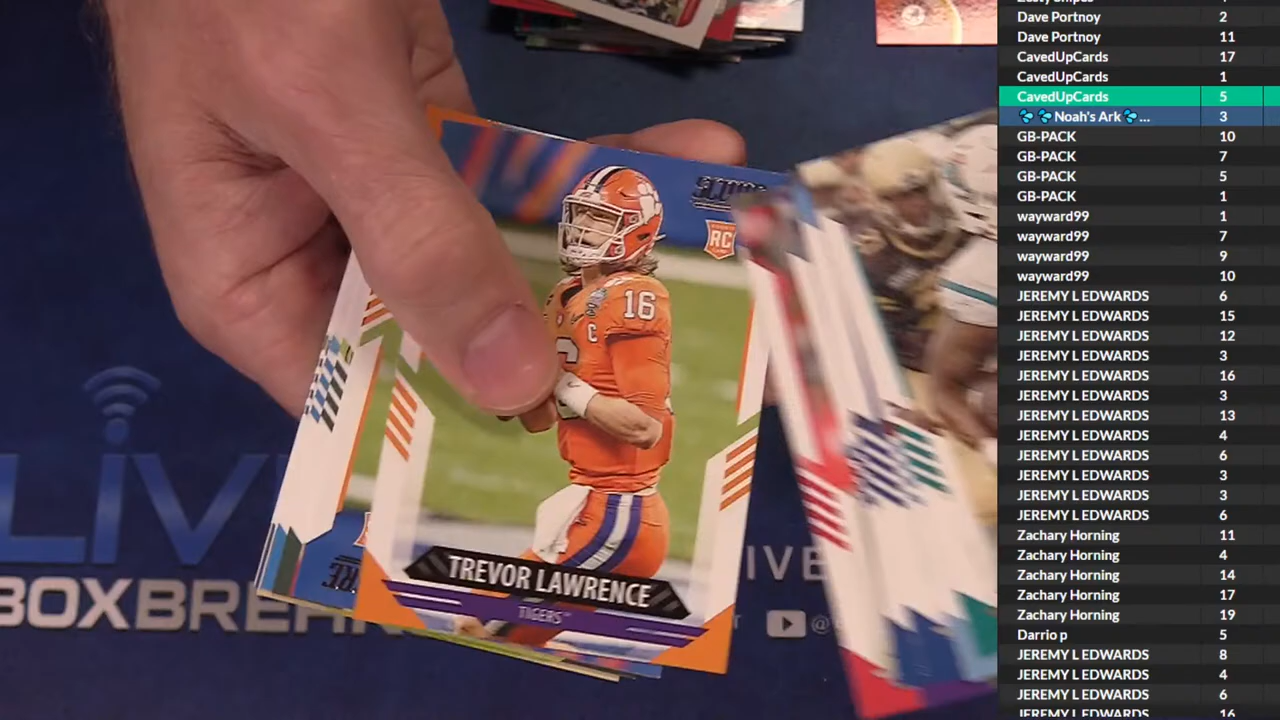 Dave Portnoy 2
Dave Portnoy 11
CavedUpCards 17
CavedUpCards 1
CavedUpCards 5
Noah's Ark ... 3
GB-PACK 10
GB-PACK 7
GB-PACK 5
GB-PACK 1
wayward99 1
wayward99 7
wayward99 9
wayward99 10
JEREMY L EDWARDS 6
JEREMY L EDWARDS 15
JEREMY L EDWARDS 12
JEREMY L EDWARDS 3
JEREMY L EDWARDS 16
JEREMY L EDWARDS 3
JEREMY L EDWARDS 13
JEREMY L EDWARDS 4
JEREMY L EDWARDS 6
JEREMY L EDWARDS 3
JEREMY L EDWARDS 3
JEREMY L EDWARDS 6
Zachary Horning 11
Zachary Horning 4
Zachary Horning 14
Zachary Horning 17
Zachary Horning 19
Darrio p 5
JEREMY L EDWARDS 8
JEREMY L EDWARDS 4
JEREMY L EDWARDS 6
JEREMY L EDWARDS 16
SCORE
RC
16
C
TREVOR LAWRENCE
TIGERS
LIV
BOXBRE
IVE